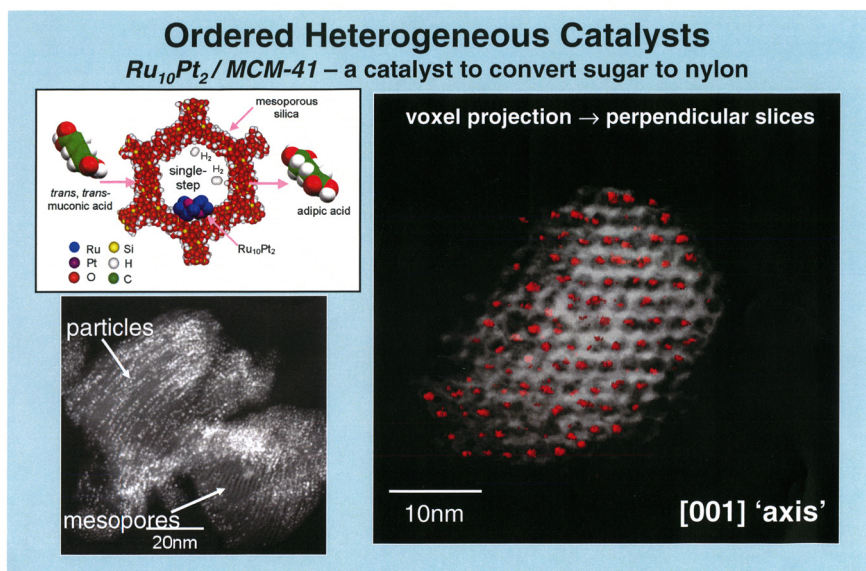 Ordered Heterogeneous Catalysts
Ru₁₀Pt₂/ MCM-41 – a catalyst to convert sugar to nylon
mesoporous
silica
H₂
H₂
single-
step
trans, trans-
muconic acid
adipic acid
Ru₁₀Pt₂
Ru Si
Pt H
O C
particles
mesopores
20nm
voxel projection → perpendicular slices
10nm
[001] ‘axis’